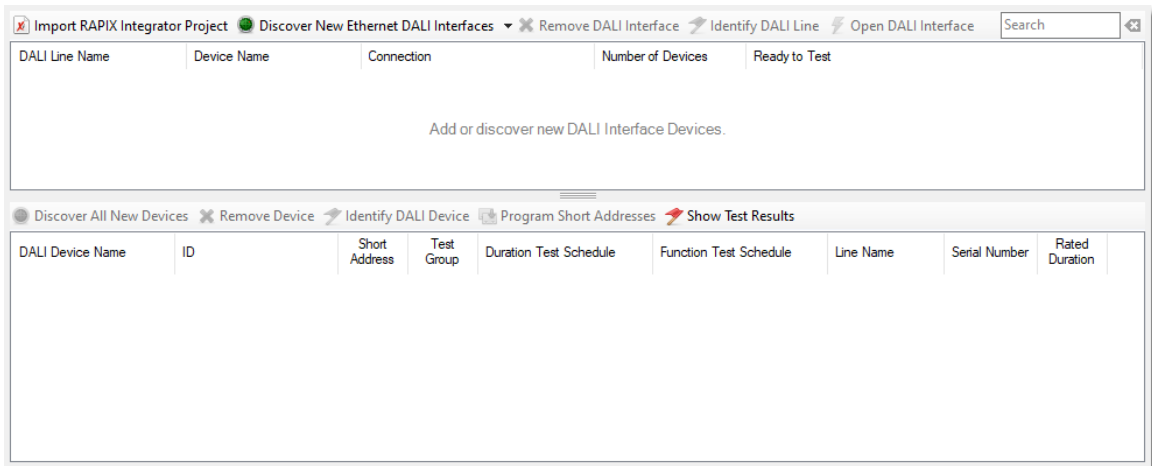 Import RAPIX Integrator Project Discover New Ethernet DALI Interfaces Remove DALI Interface Identify DALI Line Open DALI Interface Search
DALI Line Name Device Name Connection Number of Devices Ready to Test
Add or discover new DALI Interface Devices.
Discover All New Devices Remove Device Identify DALI Device Program Short Addresses Show Test Results
DALI Device Name ID Short Address Test Group Duration Test Schedule Function Test Schedule Line Name Serial Number Rated Duration